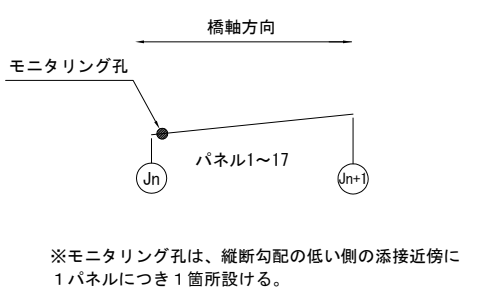 橋軸方向
モニタリング孔
パネル1～17
Jn
Jn+1
※モニタリング孔は、縦断勾配の低い側の添接近傍に
１パネルにつき１箇所設ける。